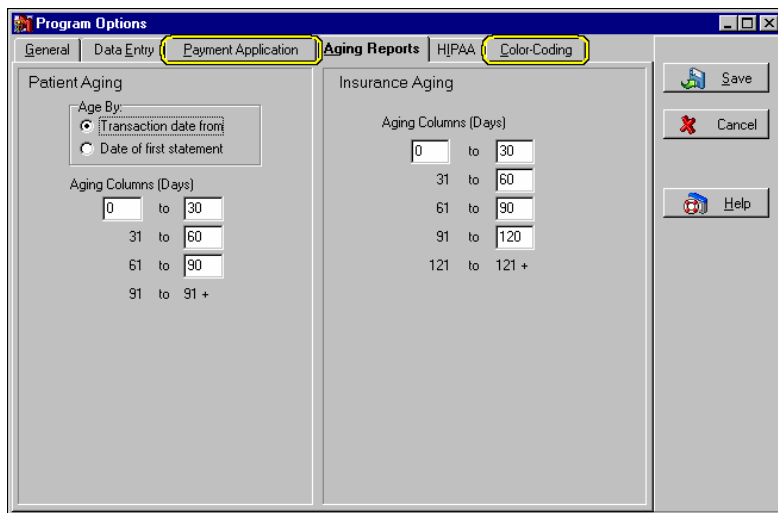 Program Options
General Data Entry Payment Application Aging Reports HIPAA Color-Coding
Patient Aging
Age By:
Transaction date from
Date of first statement
Aging Columns (Days)
0 to 30
31 to 60
61 to 90
91 to 91 +
Insurance Aging
Aging Columns (Days)
0 to 30
31 to 60
61 to 90
91 to 120
121 to 121 +
Save
Cancel
Help